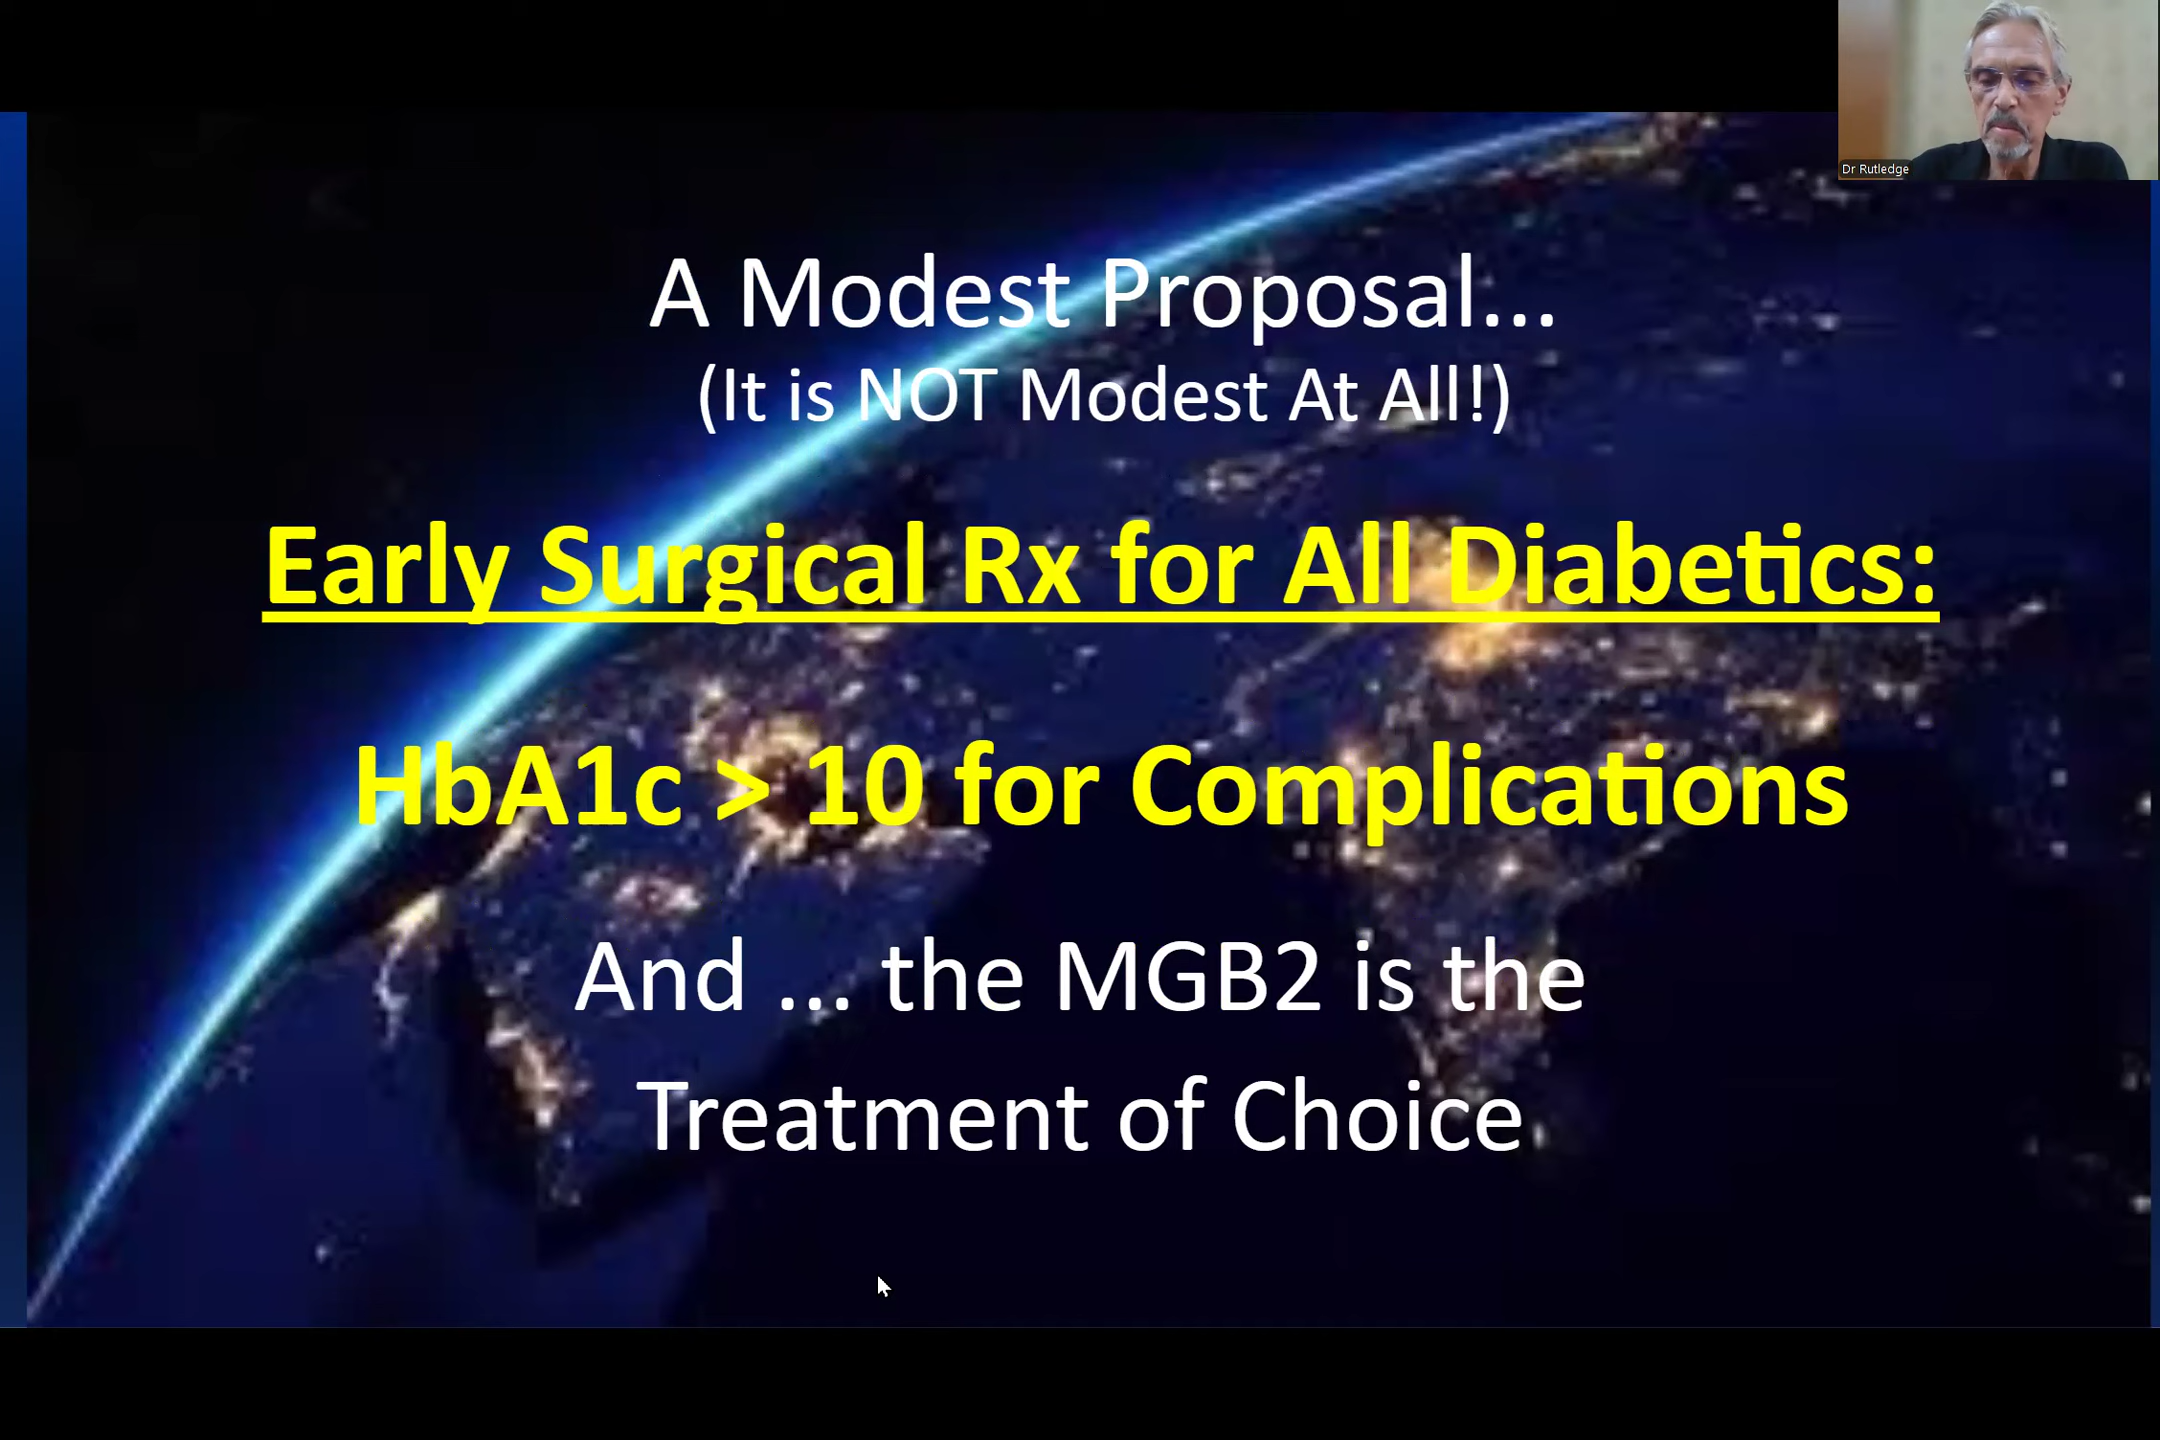 Dr Rutledge
A Modest Proposal...
(It is NOT Modest At All!)
Early Surgical Rx for All Diabetics:
HbA1c > 10 for Complications
And ... the MGB2 is the
Treatment of Choice